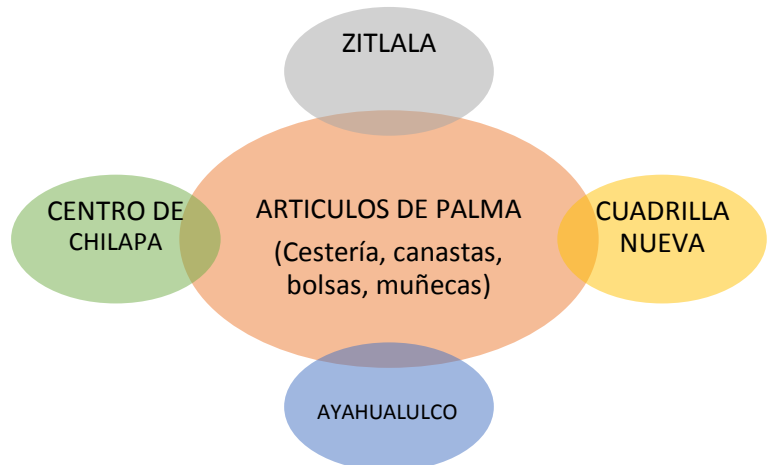 ZITLALA
CENTRO DE
CHILAPA
ARTICULOS DE PALMA
(Cestería, canastas,
bolsas, muñecas)
CUADRILLA
NUEVA
AYAHUALULCO